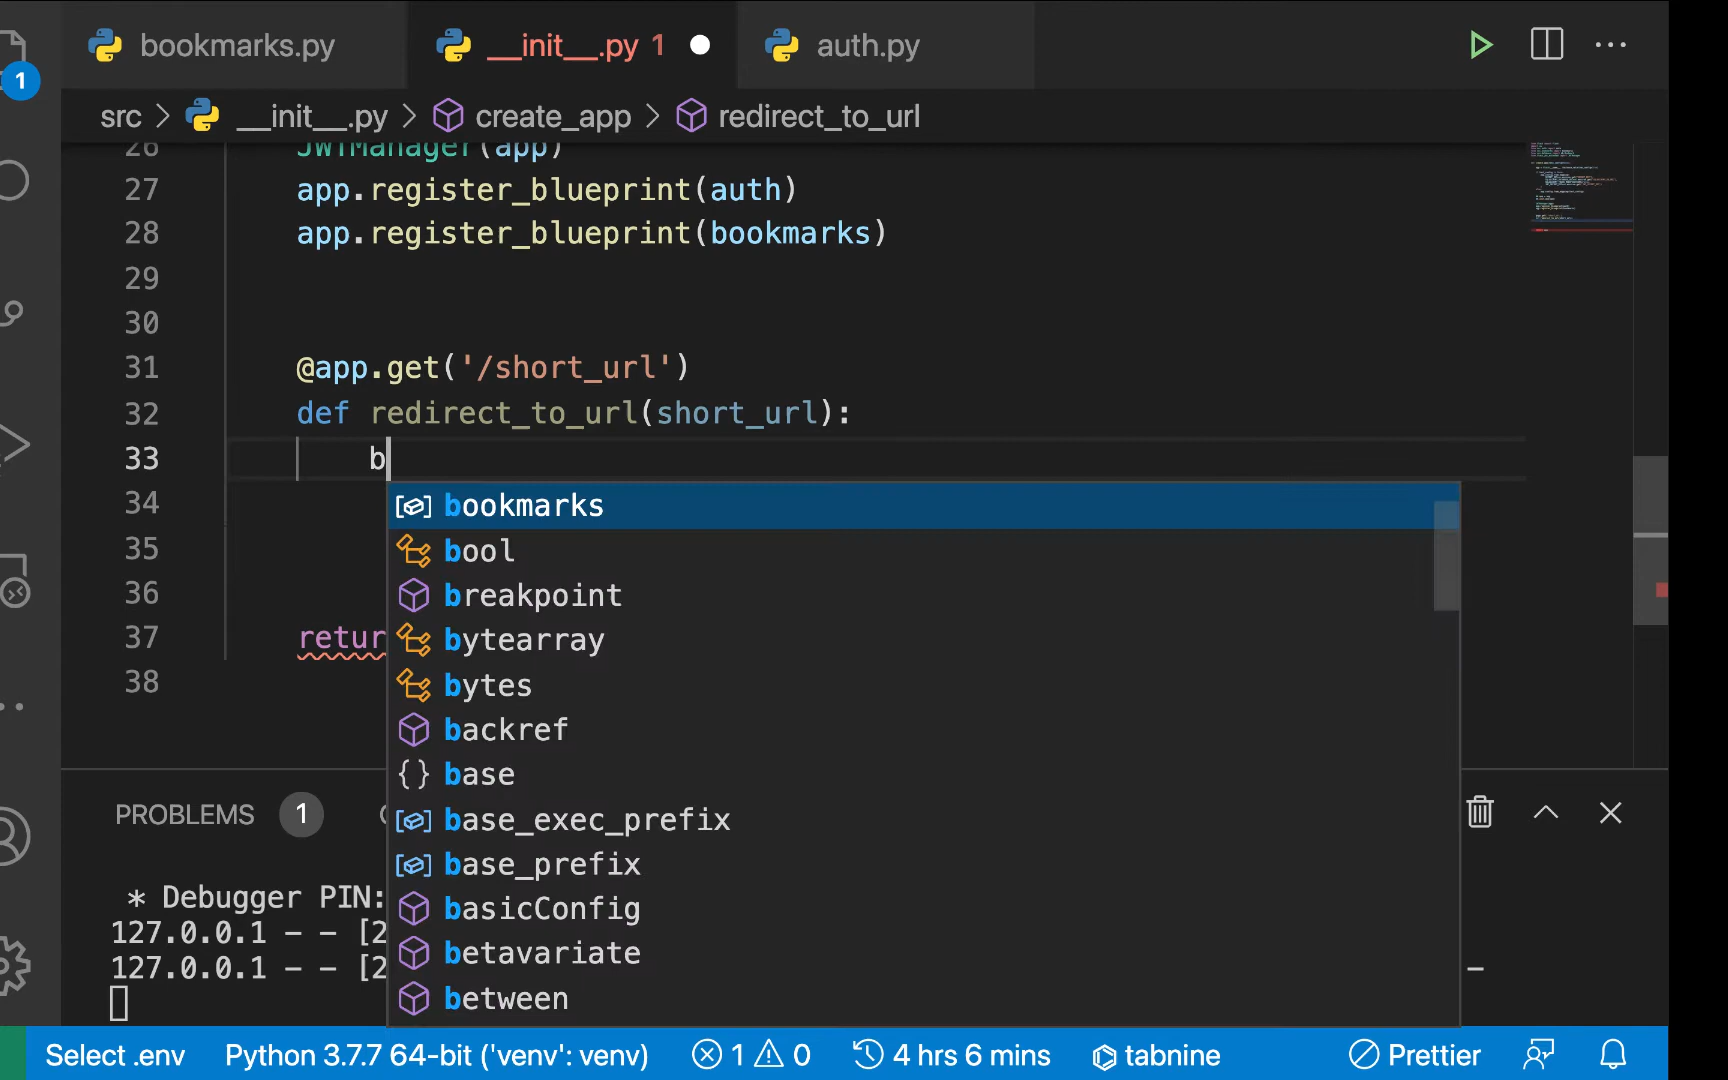 bookmarks.py __init__.py 1 auth.py
1
src > __init__.py > create_app > redirect_to_url
26 JWTManager(app)
27 app.register_blueprint(auth)
28 app.register_blueprint(bookmarks)
29
30
31 @app.get('/short_url')
32 def redirect_to_url(short_url):
33 b
34
35
36
37 retur
38
bookmarks
bool
breakpoint
bytearray
bytes
backref
base
base_exec_prefix
base_prefix
basicConfig
betavariate
between
PROBLEMS 1
* Debugger PIN:
127.0.0.1 - - [2
127.0.0.1 - - [2
Select .env Python 3.7.7 64-bit ('venv': venv) 1 0 4 hrs 6 mins tabnine Prettier